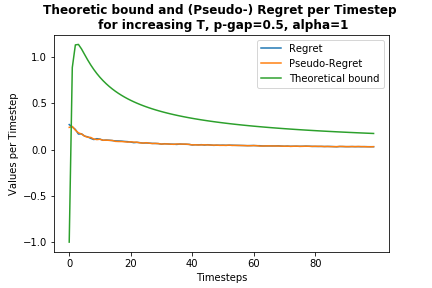 Theoretic bound and (Pseudo-) Regret per Timestep
for increasing T, p-gap=0.5, alpha=1
Regret
Pseudo-Regret
Theoretical bound
Values per Timestep
1.0
0.5
0.0
−0.5
−1.0
0
20
40
60
80
Timesteps